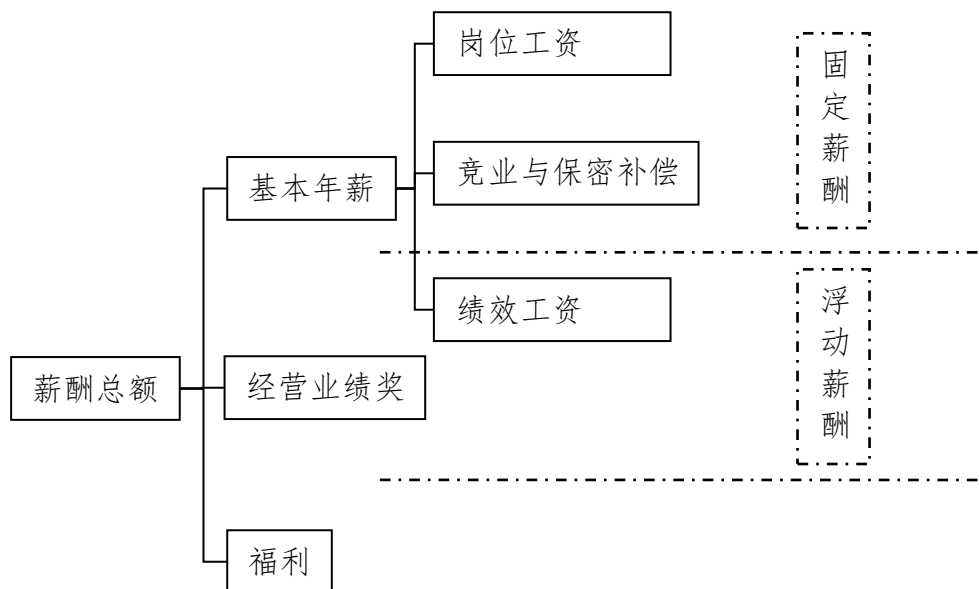 岗位工资
固定薪酬
竞业与保密补偿
基本年薪
绩效工资
浮动薪酬
薪酬总额
经营业绩奖
福利